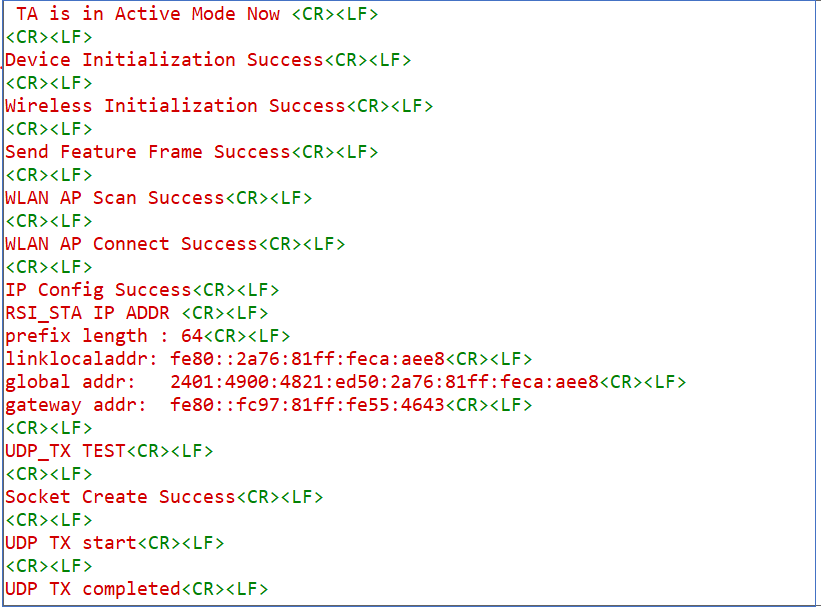 TA is in Active Mode Now <CR><LF>
<CR><LF>
Device Initialization Success<CR><LF>
<CR><LF>
Wireless Initialization Success<CR><LF>
<CR><LF>
Send Feature Frame Success<CR><LF>
<CR><LF>
WLAN AP Scan Success<CR><LF>
<CR><LF>
WLAN AP Connect Success<CR><LF>
<CR><LF>
IP Config Success<CR><LF>
RSI_STA IP ADDR <CR><LF>
prefix length : 64<CR><LF>
linklocaladdr: fe80::2a76:81ff:feca:aee8<CR><LF>
global addr:   2401:4900:4821:ed50:2a76:81ff:feca:aee8<CR><LF>
gateway addr:  fe80::fc97:81ff:fe55:4643<CR><LF>
<CR><LF>
UDP_TX TEST<CR><LF>
<CR><LF>
Socket Create Success<CR><LF>
<CR><LF>
UDP TX start<CR><LF>
<CR><LF>
UDP TX completed<CR><LF>